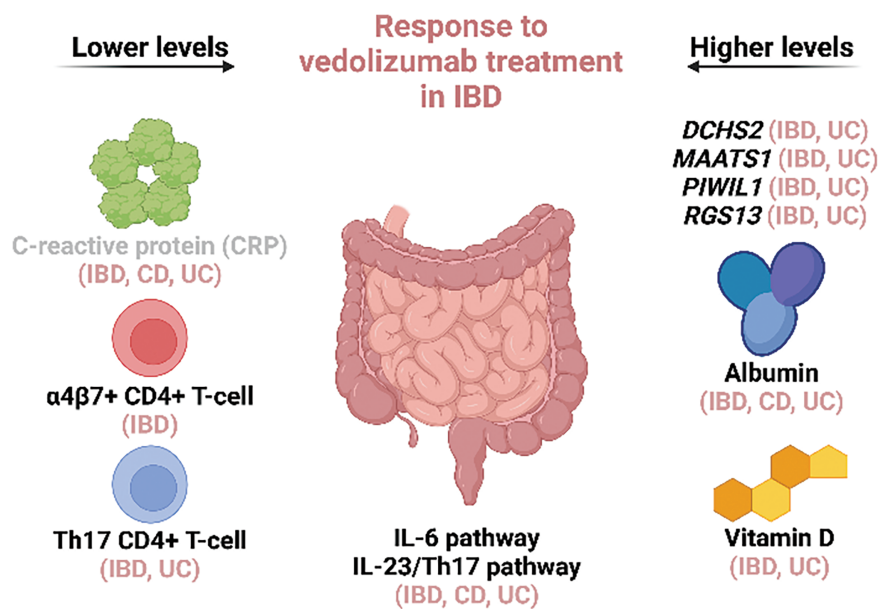 Lower levels
Response to
vedolizumab treatment
in IBD
Higher levels
C-reactive protein (CRP)
(IBD, CD, UC)
α4β7+ CD4+ T-cell
(IBD)
Th17 CD4+ T-cell
(IBD, UC)
IL-6 pathway
IL-23/Th17 pathway
(IBD, CD, UC)
DCHS2 (IBD, UC)
MAATS1 (IBD, UC)
PIWIL1 (IBD, UC)
RGS13 (IBD, UC)
Albumin
(IBD, CD, UC)
Vitamin D
(IBD, UC)